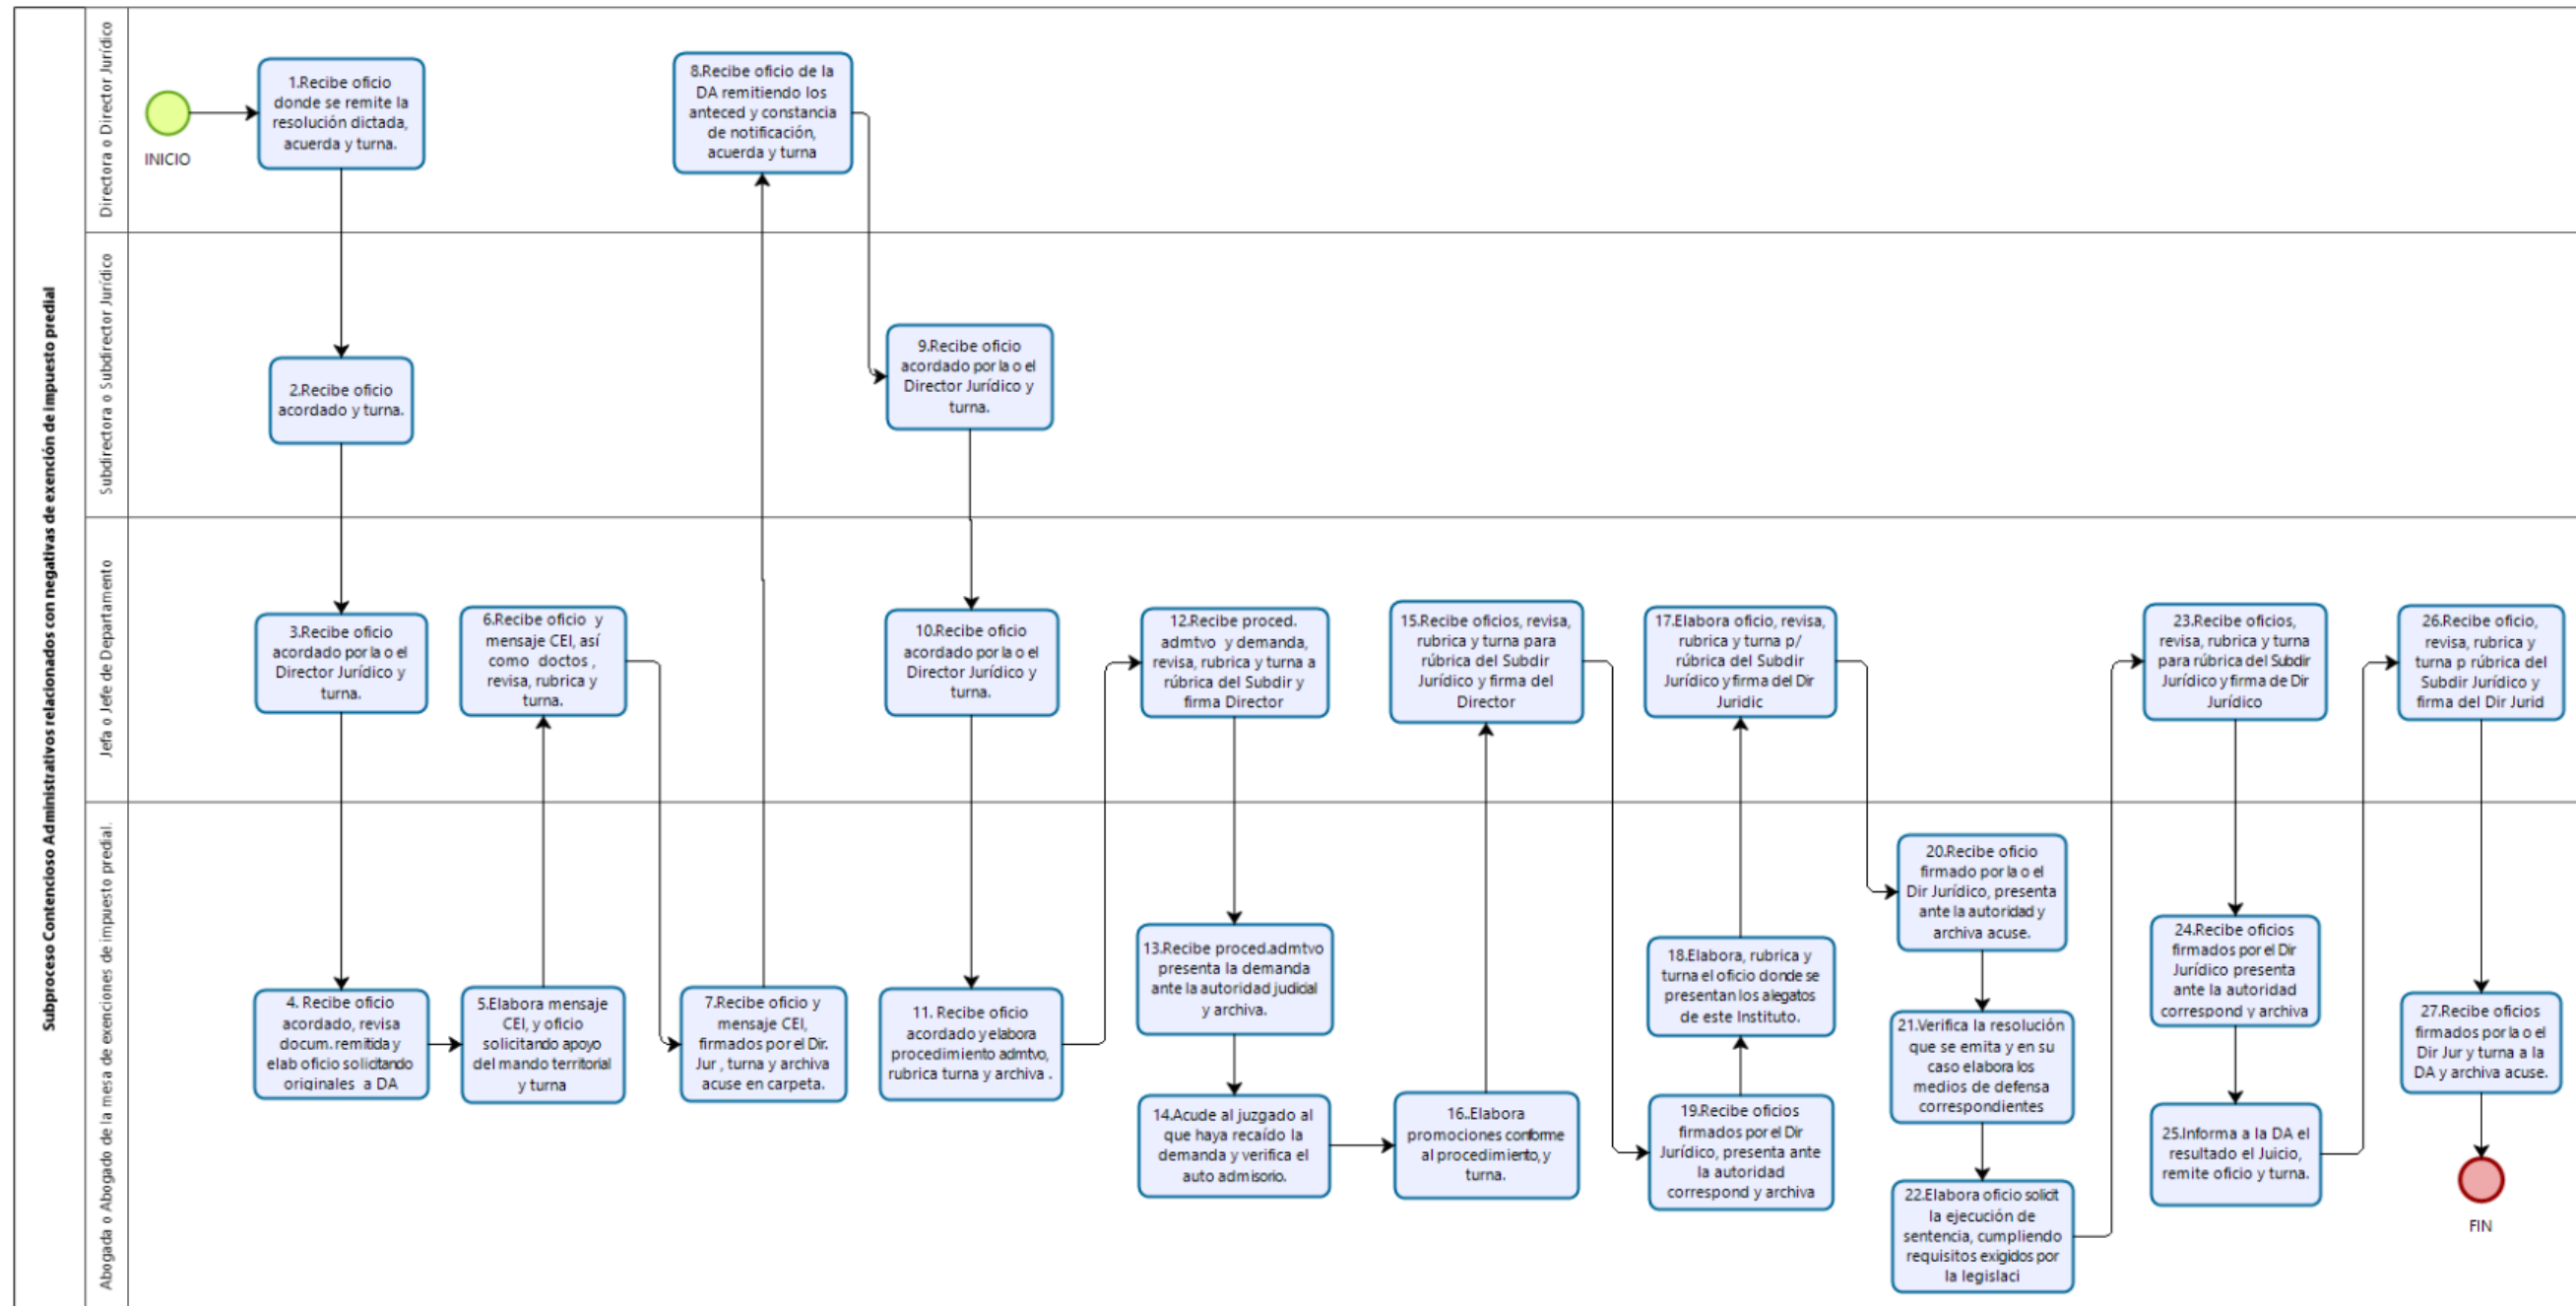 Subproceso Contencioso Administrativos relacionados con negativas de exención de impuesto predial
Directora o Director Jurídico
INICIO
1.Recibe oficio
donde se remite la
resolución dictada,
acuerda y turna.
8.Recibe oficio de la
DA remitiendo los
anteced y constancia
de notificación,
acuerda y turna
Subdirectora o Subdirector Jurídico
2.Recibe oficio
acordado y turna.
9.Recibe oficio
acordado por la o el
Director Jurídico y
turna.
Jefa o Jefe de Departamento
3.Recibe oficio
acordado por la o el
Director Jurídico y
turna.
6.Recibe oficio y
mensaje CEI, así
como doctos ,
revisa, rubrica y
turna.
10.Recibe oficio
acordado por la o el
Director Jurídico y
turna.
12.Recibe proced.
admtvo y demanda,
revisa, rubrica y turna a
rúbrica del Subdir y
firma Director
15.Recibe oficios, revisa,
rubrica y turna para
rúbrica del Subdir
Jurídico y firma del
Director
17.Elabora oficio, revisa,
rubrica y turna p/
rúbrica del Subdir
Jurídico y firma del Dir
Juridic
23.Recibe oficios,
revisa, rubrica y turna
para rúbrica del Subdir
Jurídico y firma de Dir
Jurídico
26.Recibe oficio,
revisa, rubrica y
turna p rúbrica del
Subdir Jurídico y
firma del Dir Jurid
Abogada o Abogado de la mesa de exenciones de impuesto predial.
4. Recibe oficio
acordado, revisa
docum. remitida y
elab oficio solicitando
originales a DA
5.Elabora mensaje
CEI, y oficio
solicitando apoyo
del mando territorial
y turna
7.Recibe oficio y
mensaje CEI,
firmados por el Dir.
Jur , turna y archiva
acuse en carpeta.
11. Recibe oficio
acordado y elabora
procedimiento admtvo,
rubrica turna y archiva .
13.Recibe proced.admtvo
presenta la demanda
ante la autoridad judicial
y archiva.
14.Acude al juzgado al
que haya recaído la
demanda y verifica el
auto admisorio.
16..Elabora
promociones conforme
al procedimiento, y
turna.
18.Elabora, rubrica y
turna el oficio donde se
presentan los alegatos
de este Instituto.
19.Recibe oficios
firmados por el Dir
Jurídico, presenta ante
la autoridad
correspond y archiva
20.Recibe oficio
firmado por la o el
Dir Jurídico, presenta
ante la autoridad y
archiva acuse.
21.Verifica la resolución
que se emita y en su
caso elabora los
medios de defensa
correspondientes
22.Elabora oficio solicit
la ejecución de
sentencia, cumpliendo
requisitos exigidos por
la legislaci
24.Recibe oficios
firmados por el Dir
Jurídico presenta
ante la autoridad
correspond y archiva
25.Informa a la DA el
resultado el Juicio,
remite oficio y turna.
27.Recibe oficios
firmados por la o el
Dir Jur y turna a la
DA y archiva acuse.
FIN